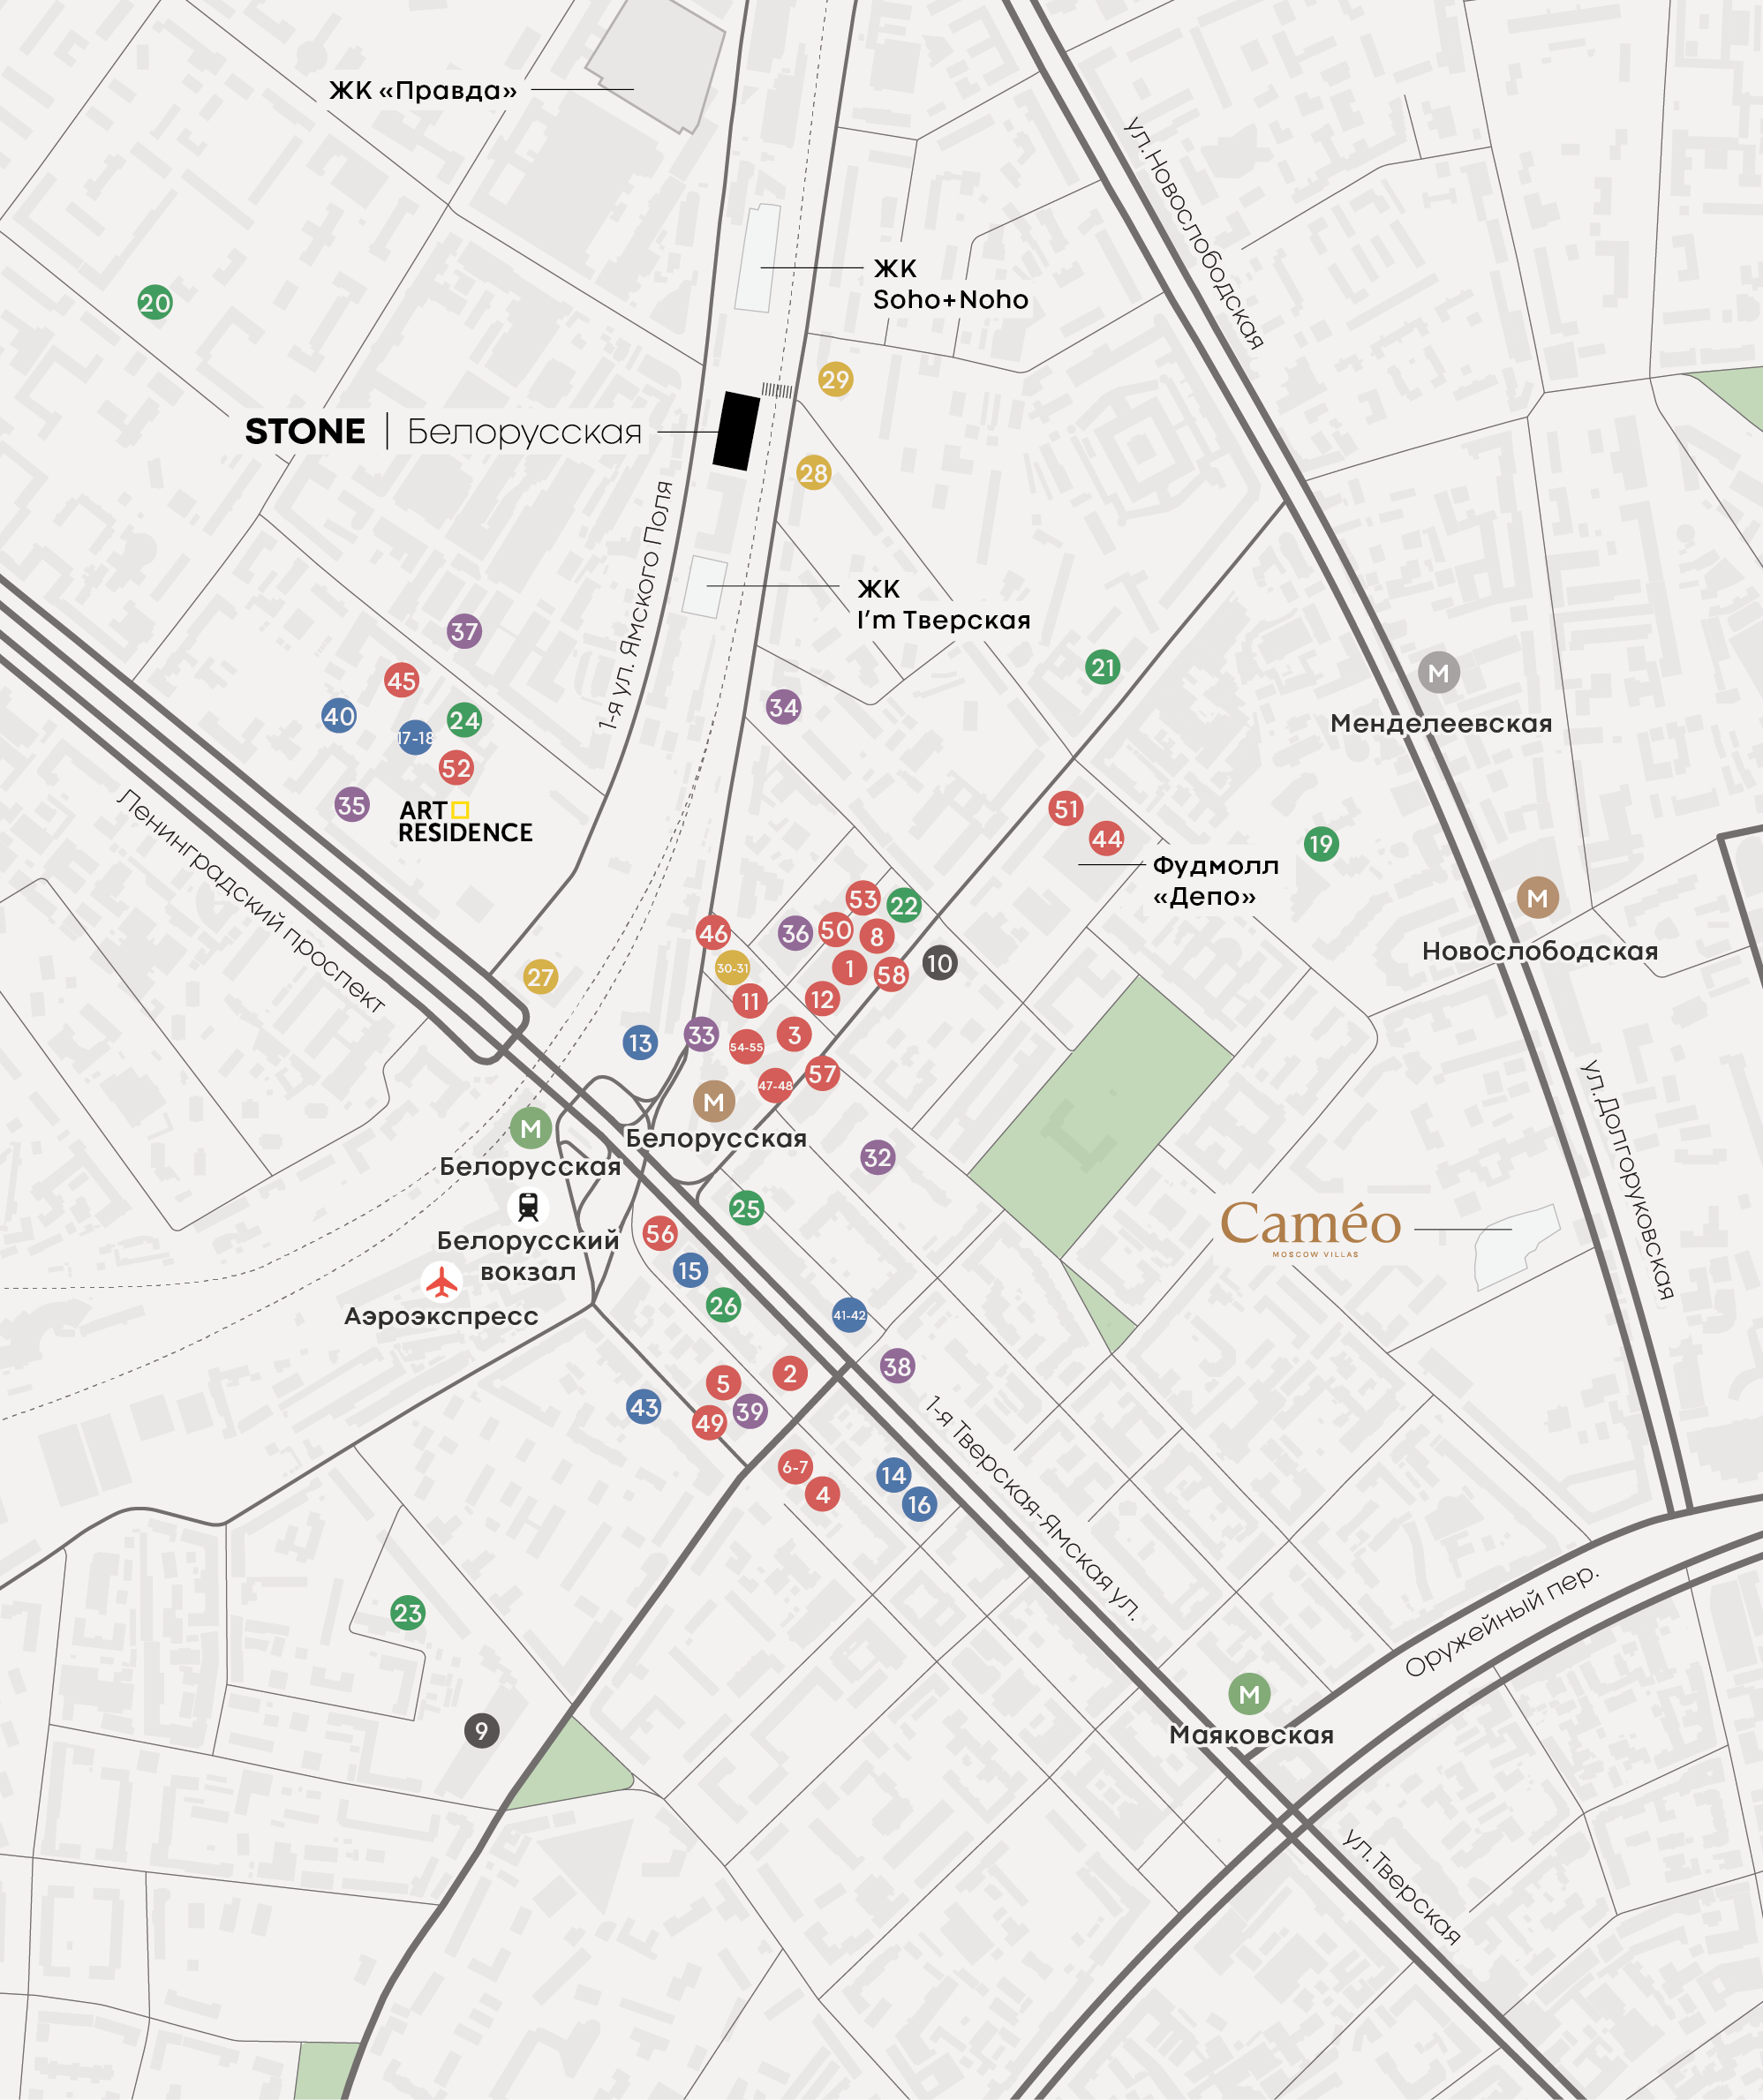 ЖК «Правда»
ул.Новослободская
ЖК
Soho+Noho
20
29
STONE | Белорусская
28
1-я ул. Ямского Поля
ЖК
I’m Тверская
37
21
45
М
34
40
24
Менделеевская
17-18
52
35
ART
RESIDENCE
51
44
19
Ленинградский проспект
Фудмолл
«Депо»
53
22
М
46
36
50
8
Новослободская
30-31
1
58
10
27
11
12
13
33
54-55
3
57
47-48
ул.Долгоруковская
М
М
Белорусская
Белорусская
32
25
Caméo
MOSCOW VILLAS
56
Белорусский
вокзал
15
26
Аэроэкспресс
41-42
38
2
5
43
39
49
1-я Тверская-Ямская ул.
6-7
4
14
16
Оружейный пер.
23
М
Маяковская
9
ул.Тверская